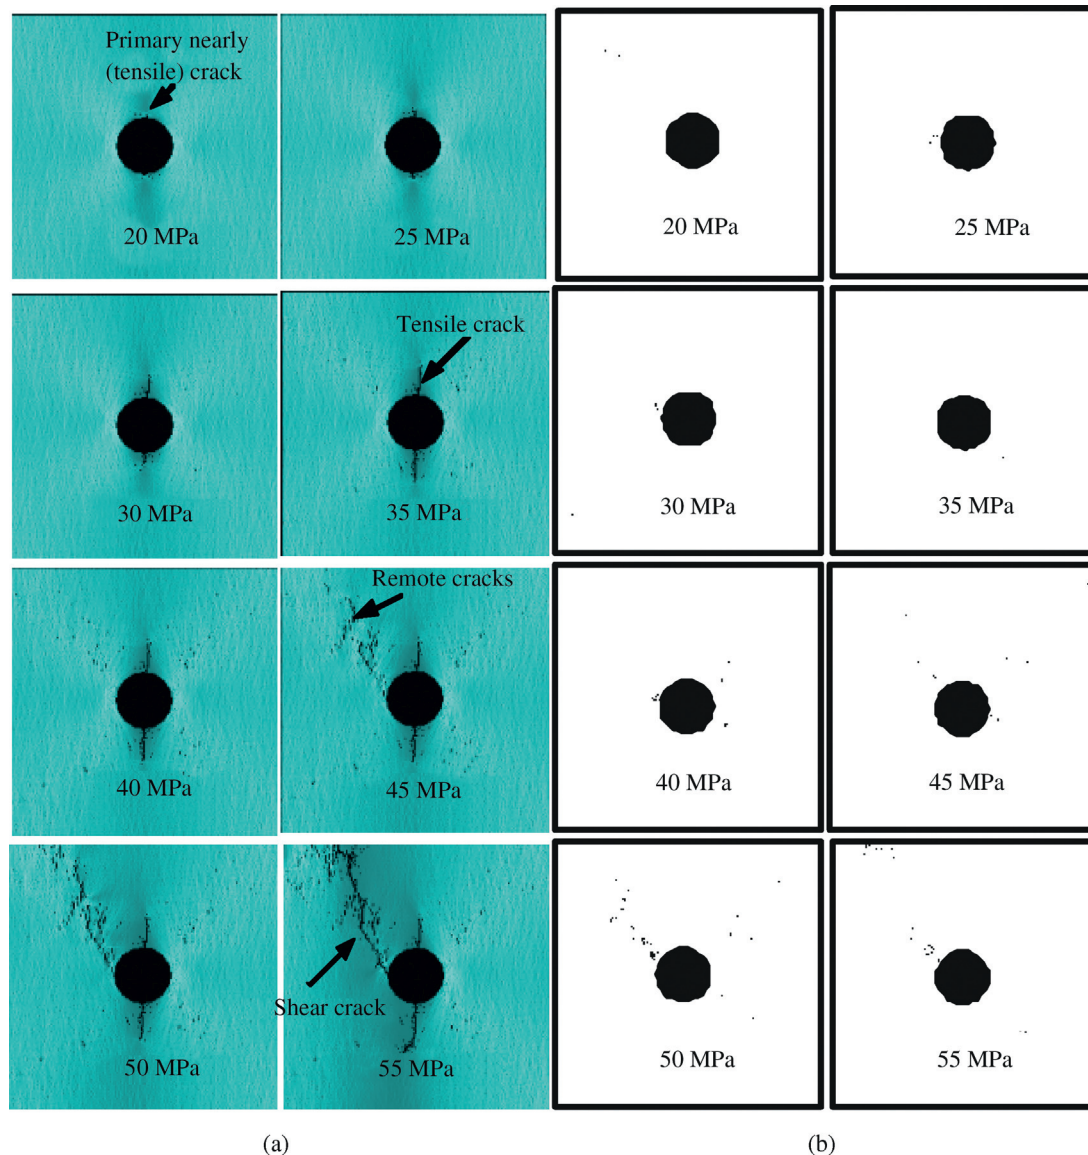 Primary nearly
(tensile) crack
20 MPa
25 MPa
20 MPa
25 MPa
Tensile crack
30 MPa
35 MPa
30 MPa
35 MPa
Remote cracks
40 MPa
45 MPa
40 MPa
45 MPa
Shear crack
50 MPa
55 MPa
50 MPa
55 MPa
(a)
(b)